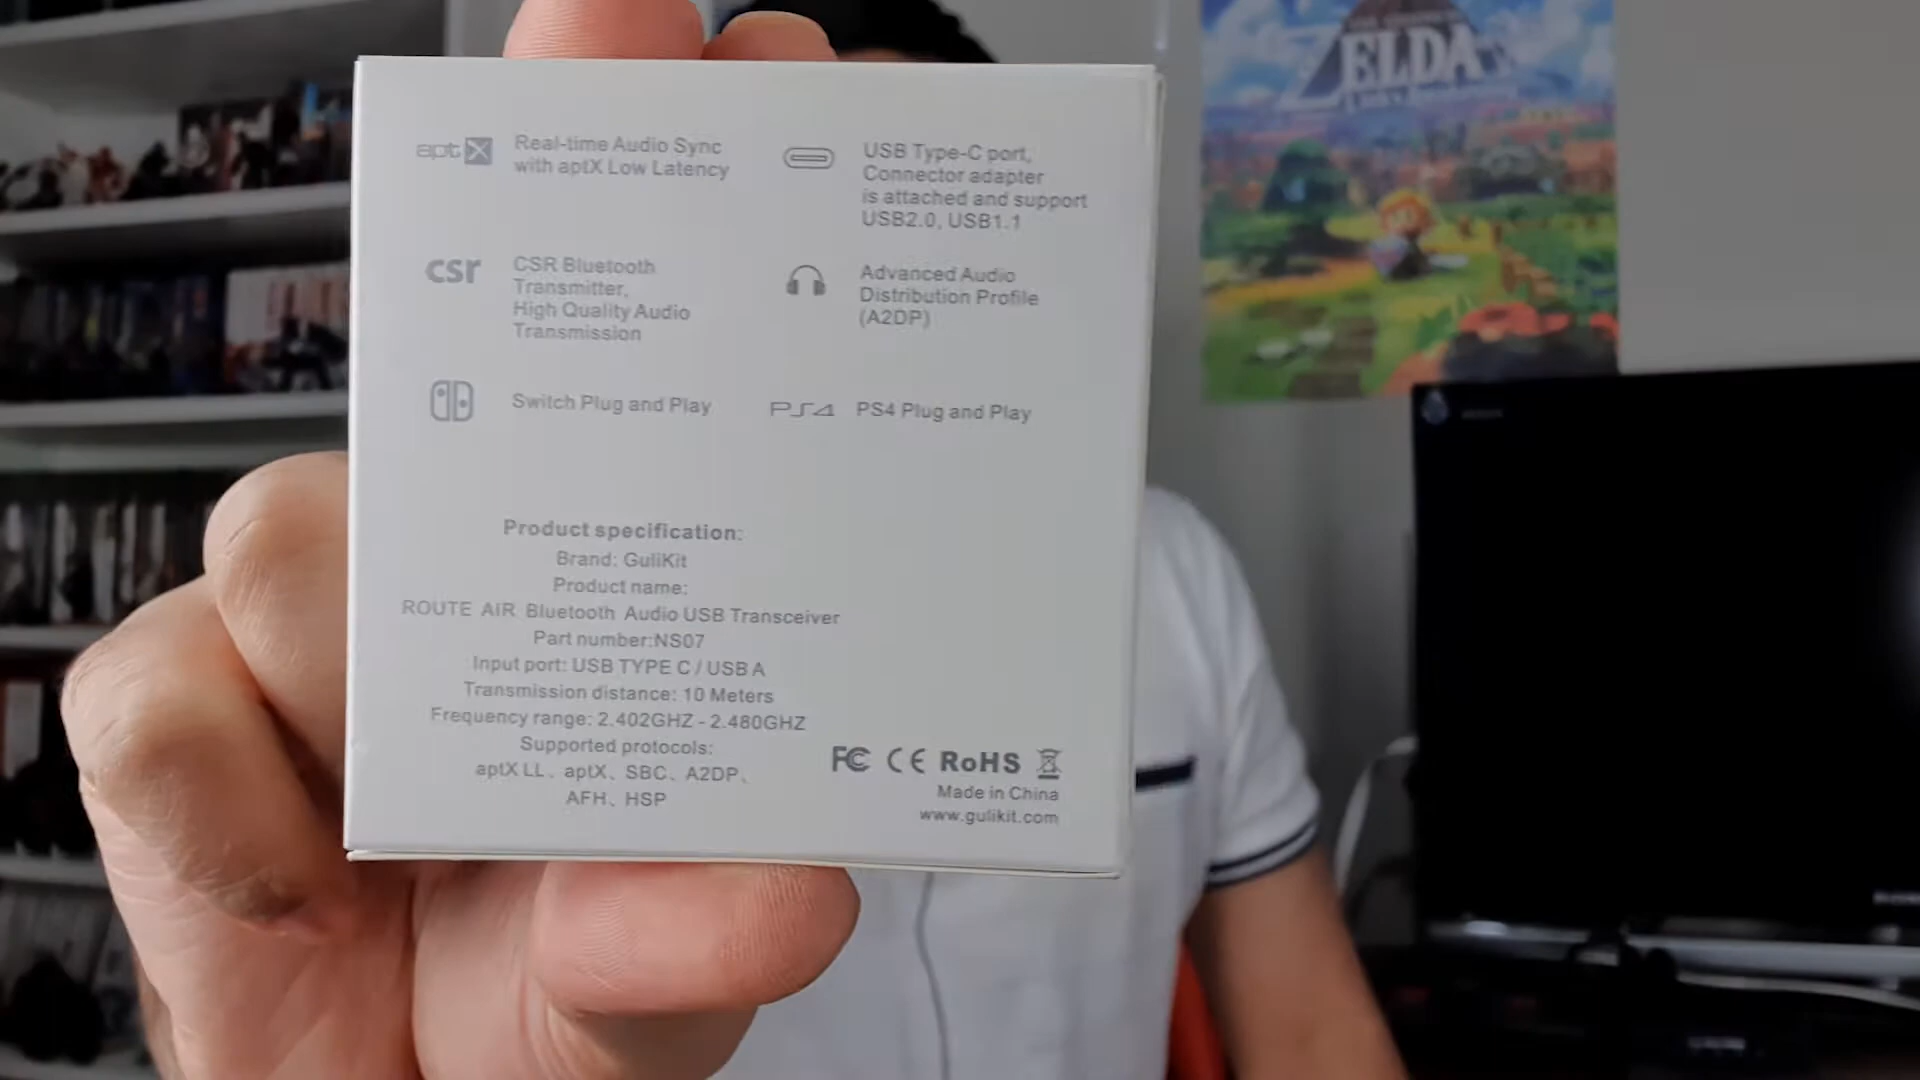 aptX
Real-time Audio Sync
with aptX Low Latency
USB Type-C port,
Connector adapter
is attached and support
USB2.0, USB1.1
csr
CSR Bluetooth
Transmitter,
High Quality Audio
Transmission
Advanced Audio
Distribution Profile
(A2DP)
Switch Plug and Play
PS4
PS4 Plug and Play
Product specification:
Brand: GuliKit
Product name:
ROUTE AIR Bluetooth Audio USB Transceiver
Part number:NS07
Input port: USB TYPE C / USB A
Transmission distance: 10 Meters
Frequency range: 2.402GHZ - 2.480GHZ
Supported protocols:
aptX LL、aptX、SBC、A2DP、
AFH、HSP
FC CE RoHS
Made in China
www.gulikit.com
ZELDA